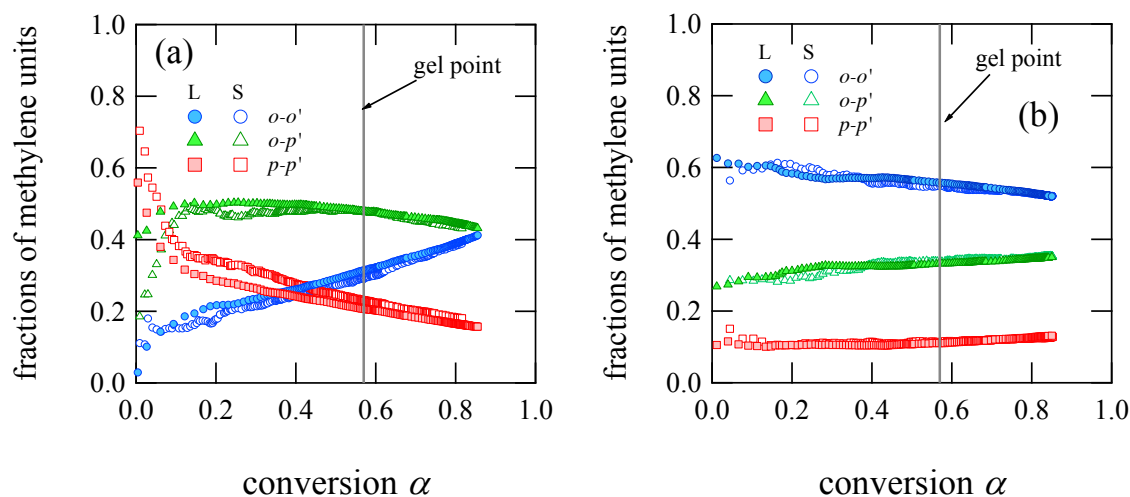 fractions of methylene units
1.0
0.8
0.6
0.4
0.2
0.0
(a)
gel point
L S
o-o'
o-p'
p-p'
0.0 0.2 0.4 0.6 0.8 1.0
conversion α
fractions of methylene units
1.0
0.8
0.6
0.4
0.2
0.0
L S
o-o'
o-p'
p-p'
gel point
(b)
0.0 0.2 0.4 0.6 0.8 1.0
conversion α